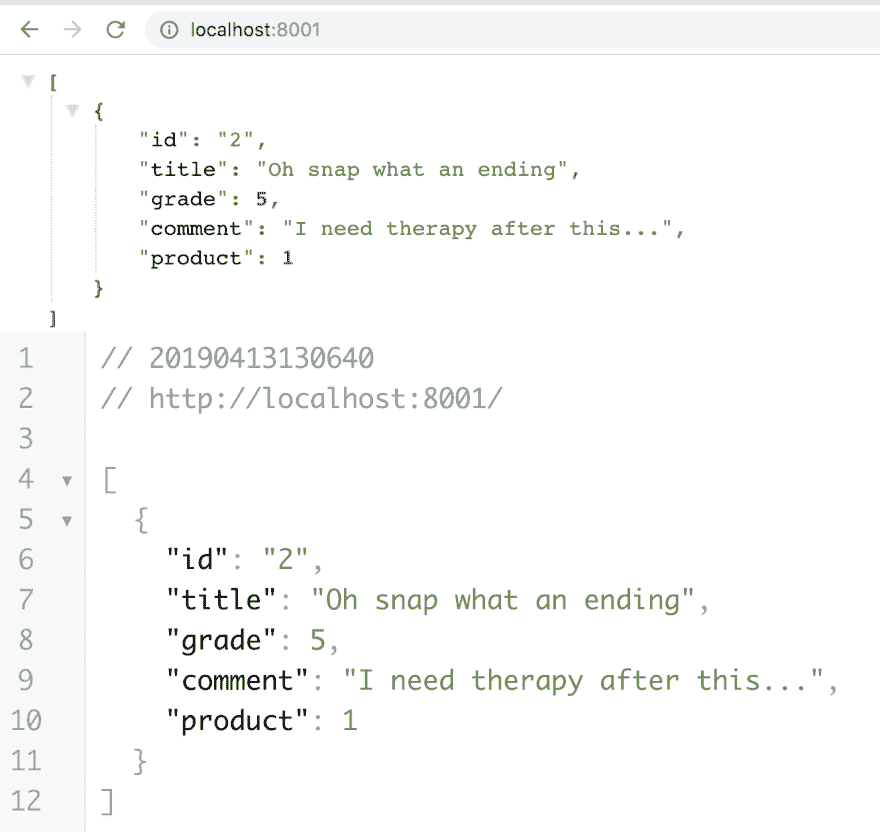 localhost:8001
[
{
"id": "2",
"title": "Oh snap what an ending",
"grade": 5,
"comment": "I need therapy after this...",
"product": 1
}
]
1 // 20190413130640
2 // http://localhost:8001/
3
4 [
5 {
6 "id": "2",
7 "title": "Oh snap what an ending",
8 "grade": 5,
9 "comment": "I need therapy after this...",
10 "product": 1
11 }
12 ]